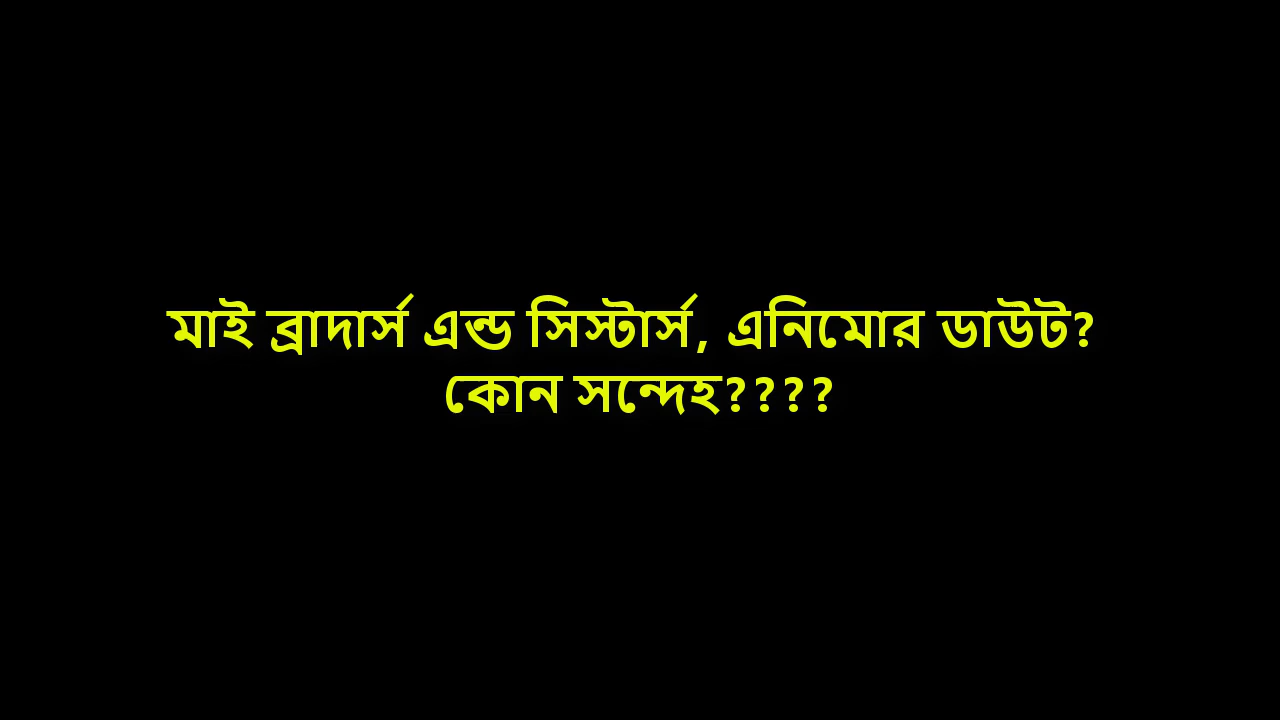 মাই ব্রাদার্স এন্ড সিস্টার্স, এনিমোর ডাউট?
কোন সন্দেহ????